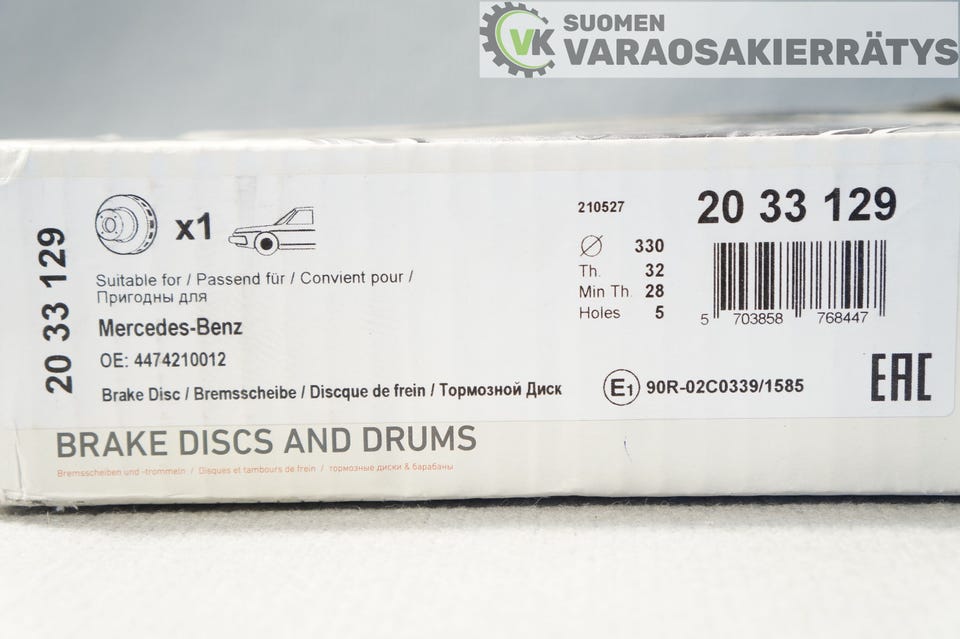 SUOMEN
VK
VARAOSAKIERRÄTYS
20 33 129
x1
Suitable for / Passend für / Convient pour /
Пригодны для
Mercedes-Benz
OE: 4474210012
Brake Disc / Bremsscheibe / Disque de frein / Тормозной Диск
210527
20 33 129
Ø 330
Th. 32
Min Th. 28
Holes 5
5 703858 768447
E1 90R-02C0339/1585
EAC
BRAKE DISCS AND DRUMS
Bremsscheiben und -trommeln / Disques et tambours de frein / тормозные диски & барабаны